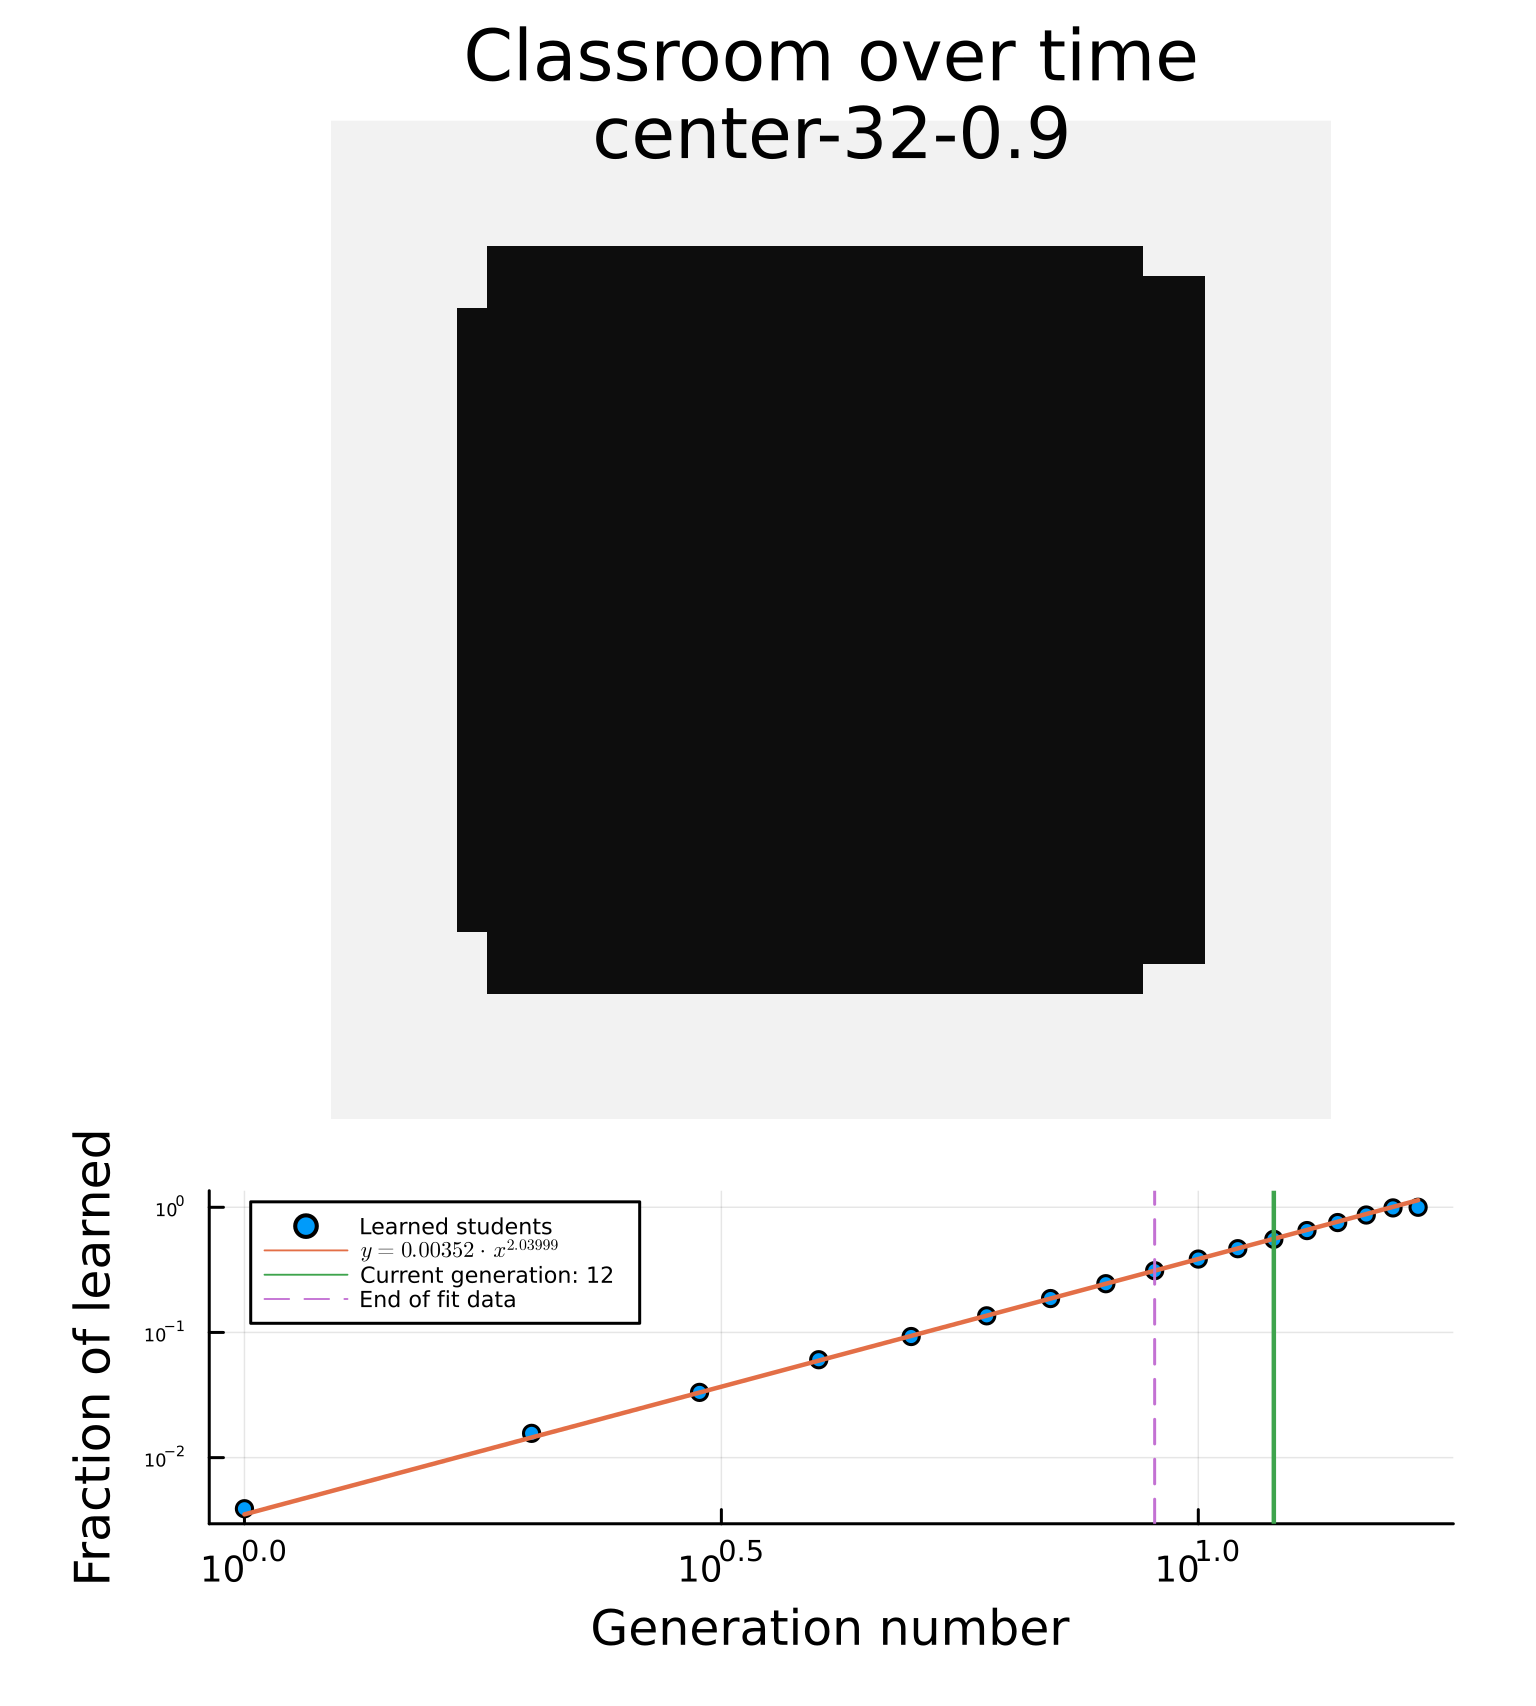 Classroom over time
center-32-0.9
Fraction of learned
10⁰
10⁻¹
10⁻²
Learned students
y = 0.00352 · x^2.03999
Current generation: 12
End of fit data
10^0.0 10^0.5 10^1.0
Generation number